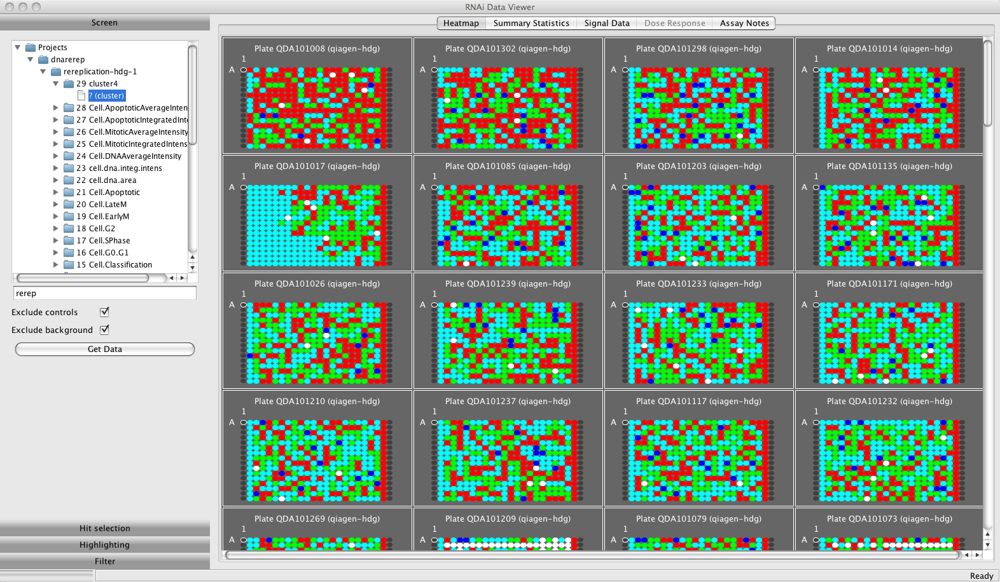 RNAi Data Viewer
Screen
Projects
dnarerep
rereplication-hdg-1
29 cluster4
? (cluster)
28 Cell.ApoptoticAverageInten
27 Cell.ApoptoticIntegratedInte
26 Cell.MitoticAverageIntensity
25 Cell.MitoticIntegratedIntens
24 Cell.DNAAverageIntensity
23 cell.dna.integ.intens
22 cell.dna.area
21 Cell.Apoptotic
20 Cell.LateM
19 Cell.EarlyM
18 Cell.G2
17 Cell.SPhase
16 Cell.G0.G1
15 Cell.Classification
rerep
Exclude controls
Exclude background
Get Data
Hit selection
Highlighting
Filter
Heatmap Summary Statistics Signal Data Dose Response Assay Notes
Plate QDA101008 (qiagen-hdg) Plate QDA101302 (qiagen-hdg) Plate QDA101298 (qiagen-hdg) Plate QDA101014 (qiagen-hdg)
1 1 1 1
A A A A
Plate QDA101017 (qiagen-hdg) Plate QDA101085 (qiagen-hdg) Plate QDA101203 (qiagen-hdg) Plate QDA101135 (qiagen-hdg)
1 1 1 1
A A A A
Plate QDA101026 (qiagen-hdg) Plate QDA101239 (qiagen-hdg) Plate QDA101233 (qiagen-hdg) Plate QDA101171 (qiagen-hdg)
1 1 1 1
A A A A
Plate QDA101210 (qiagen-hdg) Plate QDA101237 (qiagen-hdg) Plate QDA101117 (qiagen-hdg) Plate QDA101232 (qiagen-hdg)
1 1 1 1
A A A A
Plate QDA101269 (qiagen-hdg) Plate QDA101209 (qiagen-hdg) Plate QDA101079 (qiagen-hdg) Plate QDA101073 (qiagen-hdg)
1 1 1 1
A A A A
Ready